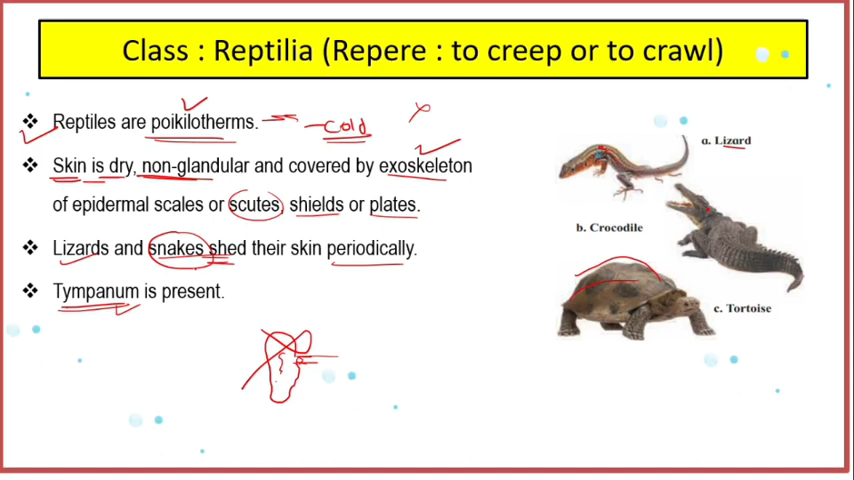 Class : Reptilia (Repere : to creep or to crawl)
❖ Reptiles are poikilotherms. - cold
❖ Skin is dry, non-glandular and covered by exoskeleton
of epidermal scales or scutes, shields or plates.
❖ Lizards and snakes shed their skin periodically.
❖ Tympanum is present.
a. Lizard
b. Crocodile
c. Tortoise